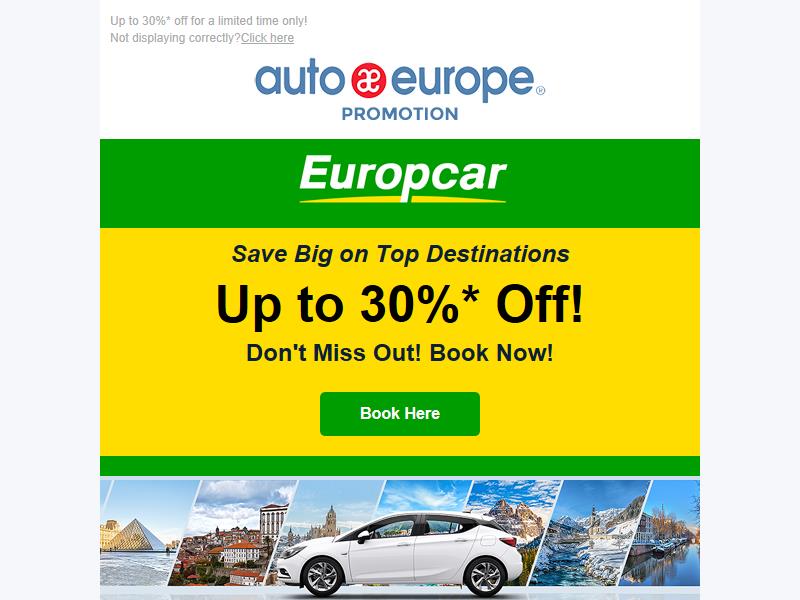 Up to 30%* off for a limited time only!
Not displaying correctly?Click here
auto æ europe®
PROMOTION
Europcar
Save Big on Top Destinations
Up to 30%* Off!
Don't Miss Out! Book Now!
Book Here